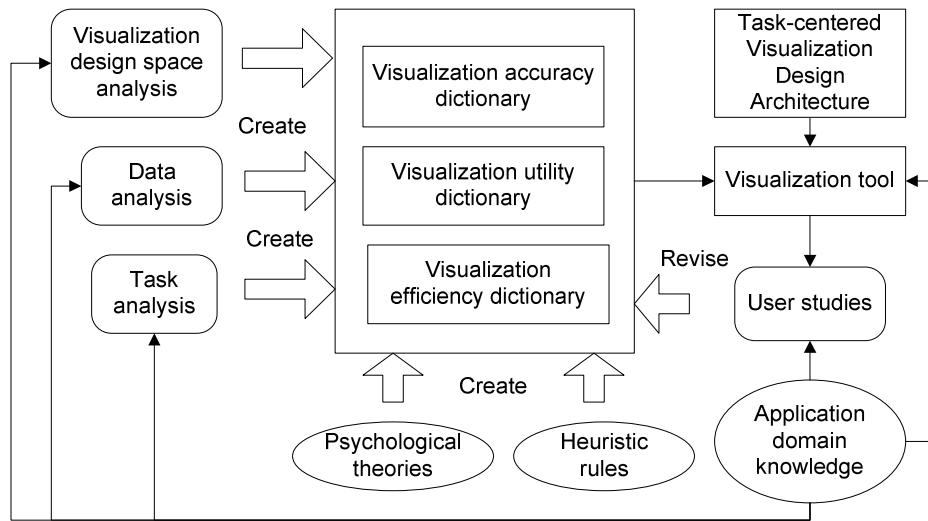 Visualization
design space
analysis
Create
Data
analysis
Create
Task
analysis
Visualization accuracy
dictionary
Visualization utility
dictionary
Visualization
efficiency dictionary
Task-centered
Visualization
Design
Architecture
Visualization tool
Revise
User studies
Create
Psychological
theories
Heuristic
rules
Application
domain
knowledge